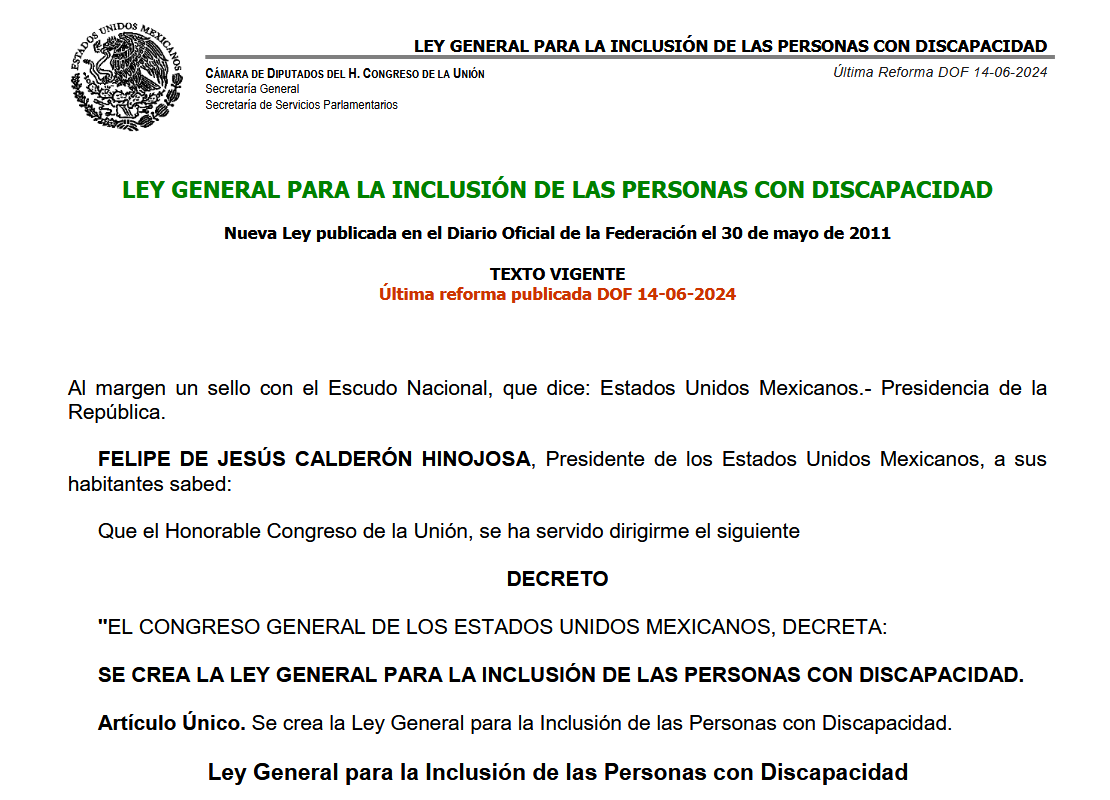 ESTADOS UNIDOS MEXICANOS
LEY GENERAL PARA LA INCLUSIÓN DE LAS PERSONAS CON DISCAPACIDAD
CÁMARA DE DIPUTADOS DEL H. CONGRESO DE LA UNIÓN
Última Reforma DOF 14-06-2024
Secretaría General
Secretaría de Servicios Parlamentarios
LEY GENERAL PARA LA INCLUSIÓN DE LAS PERSONAS CON DISCAPACIDAD
Nueva Ley publicada en el Diario Oficial de la Federación el 30 de mayo de 2011
TEXTO VIGENTE
Última reforma publicada DOF 14-06-2024
Al margen un sello con el Escudo Nacional, que dice: Estados Unidos Mexicanos.- Presidencia de la
República.
FELIPE DE JESÚS CALDERÓN HINOJOSA, Presidente de los Estados Unidos Mexicanos, a sus
habitantes sabed:
Que el Honorable Congreso de la Unión, se ha servido dirigirme el siguiente
DECRETO
"EL CONGRESO GENERAL DE LOS ESTADOS UNIDOS MEXICANOS, DECRETA:
SE CREA LA LEY GENERAL PARA LA INCLUSIÓN DE LAS PERSONAS CON DISCAPACIDAD.
Artículo Único. Se crea la Ley General para la Inclusión de las Personas con Discapacidad.
Ley General para la Inclusión de las Personas con Discapacidad